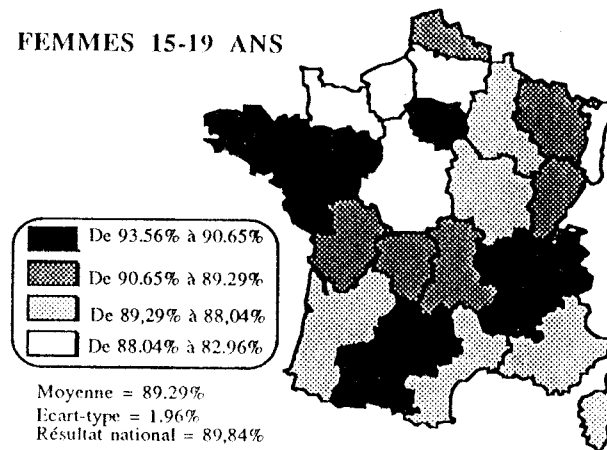 FEMMES 15-19 ANS
De 93.56% à 90.65%
De 90.65% à 89.29%
De 89,29% à 88,04%
De 88.04% à 82.96%
Moyenne = 89.29%
Ecart-type = 1.96%
Résultat national = 89,84%